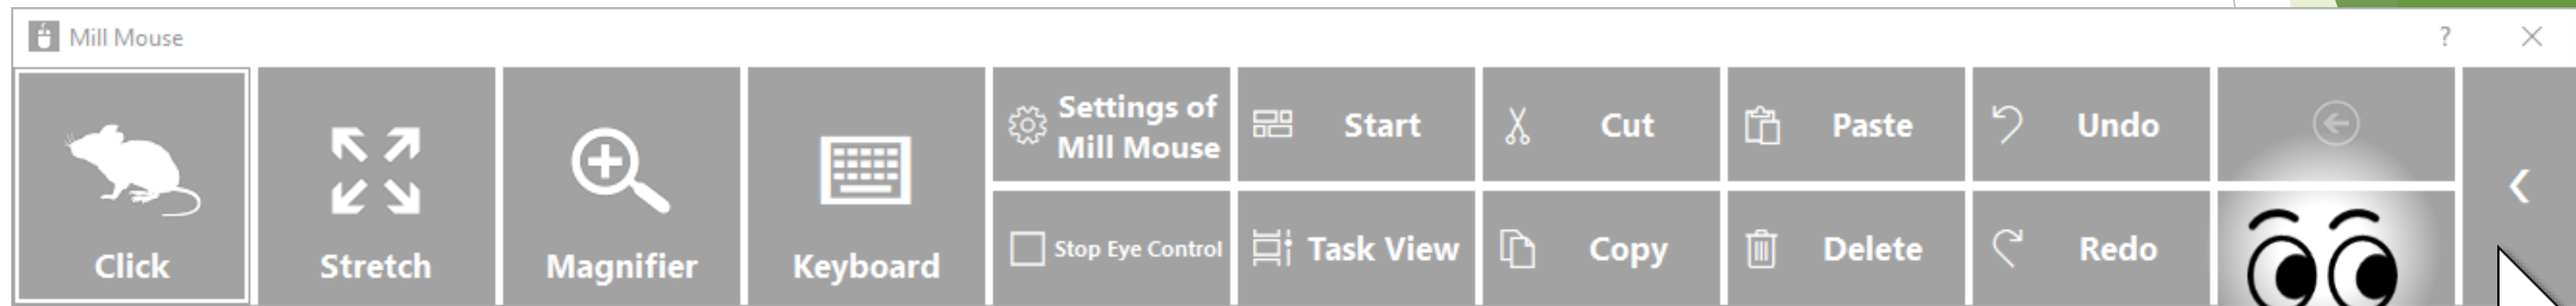 Mill Mouse
?
Click
Stretch
Magnifier
Keyboard
Settings of
Mill Mouse
Stop Eye Control
Start
Task View
Cut
Copy
Paste
Delete
Undo
Redo